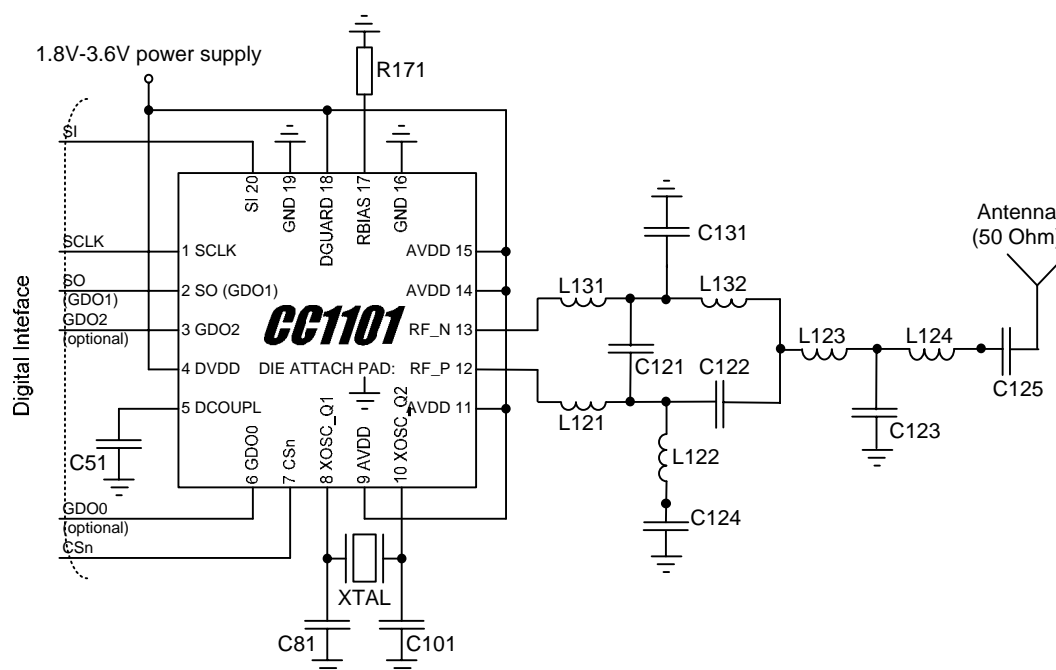 1.8V-3.6V power supply
R171
SI
SI 20
GND 19
DGUARD 18
RBIAS 17
GND 16
SCLK
1 SCLK
AVDD 15
SO
(GDO1)
2 SO (GDO1)
AVDD 14
GDO2
(optional)
3 GDO2
CC1101
RF_N 13
4 DVDD
DIE ATTACH PAD:
RF_P 12
5 DCOUPL
AVDD 11
6 GDO0
7 CSn
8 XOSC_Q1
9 AVDD
10 XOSC_Q2
Digital Inteface
C51
GDO0
(optional)
CSn
XTAL
C81
C101
C131
L131
L132
C121
C122
L121
L122
C124
L123
L124
C123
C125
Antenna
(50 Ohm)